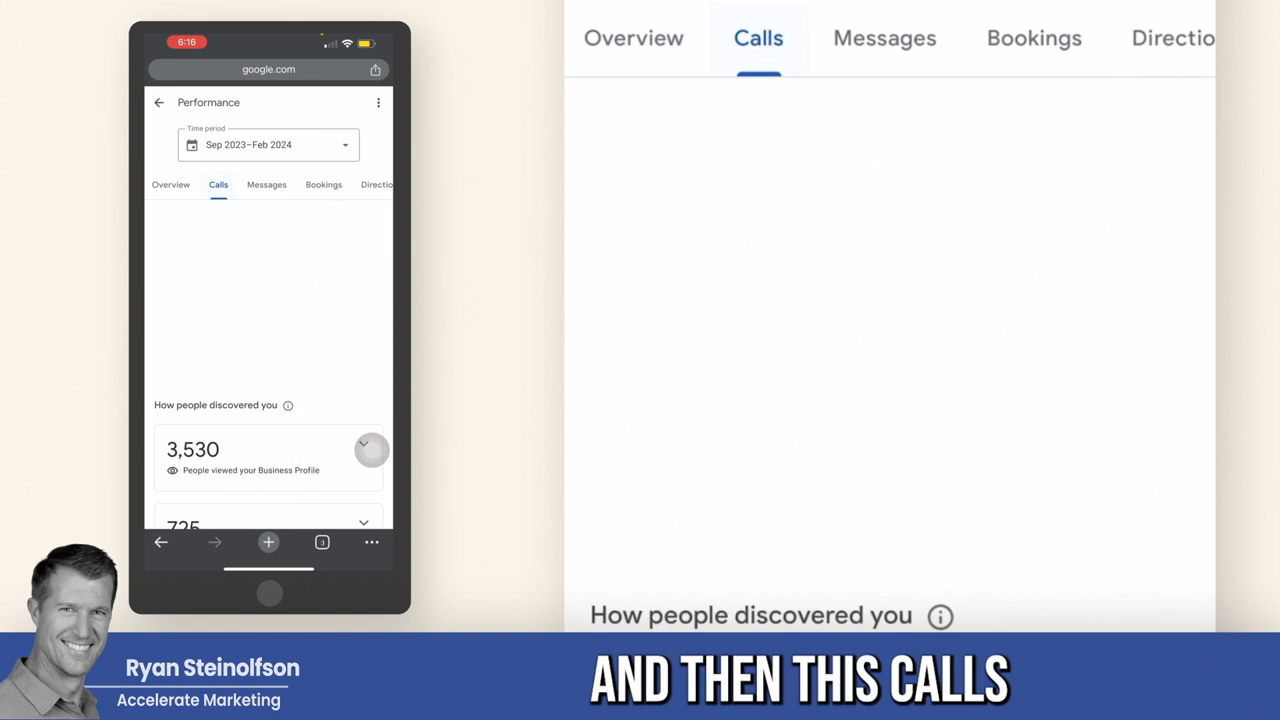 6:16
google.com
Performance
Time period
Sep 2023–Feb 2024
Overview Calls Messages Bookings Directio
How people discovered you
3,530
People viewed your Business Profile
725
Overview Calls Messages Bookings Directio
How people discovered you
Ryan Steinolfson
Accelerate Marketing
AND THEN THIS CALLS